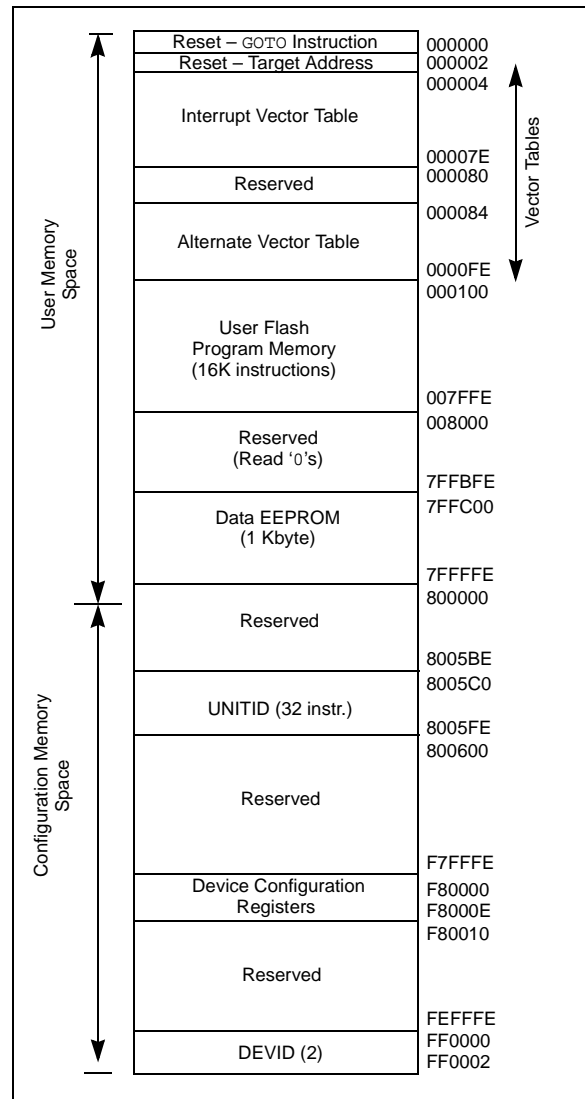 Reset – GOTO Instruction
000000
Reset – Target Address
000002
000004
Interrupt Vector Table
00007E
000080
Reserved
000084
Alternate Vector Table
0000FE
000100
Vector Tables
User Memory
Space
User Flash
Program Memory
(16K instructions)
007FFE
008000
Reserved
(Read ‘0’s)
7FFBFE
7FFC00
Data EEPROM
(1 Kbyte)
7FFFFE
800000
Reserved
8005BE
8005C0
UNITID (32 instr.)
8005FE
800600
Configuration Memory
Space
Reserved
F7FFFE
Device Configuration
Registers
F80000
F8000E
F80010
Reserved
FEFFFE
FF0000
DEVID (2)
FF0002